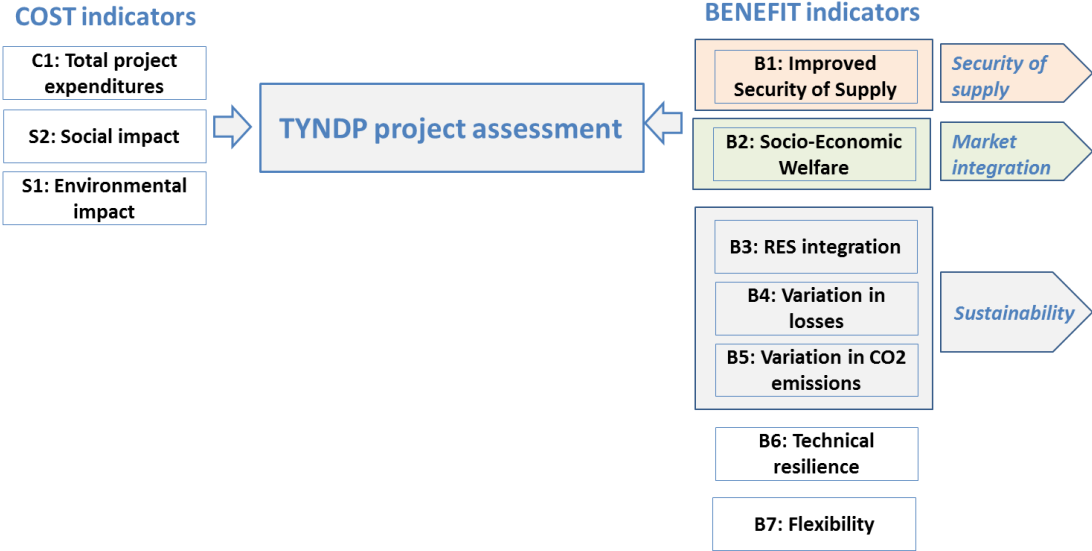 COST indicators
C1: Total project
expenditures
S2: Social impact
S1: Environmental
impact
TYNDP project assessment
BENEFIT indicators
B1: Improved
Security of Supply
Security of
supply
B2: Socio-Economic
Welfare
Market
integration
B3: RES integration
B4: Variation in
losses
B5: Variation in CO2
emissions
Sustainability
B6: Technical
resilience
B7: Flexibility